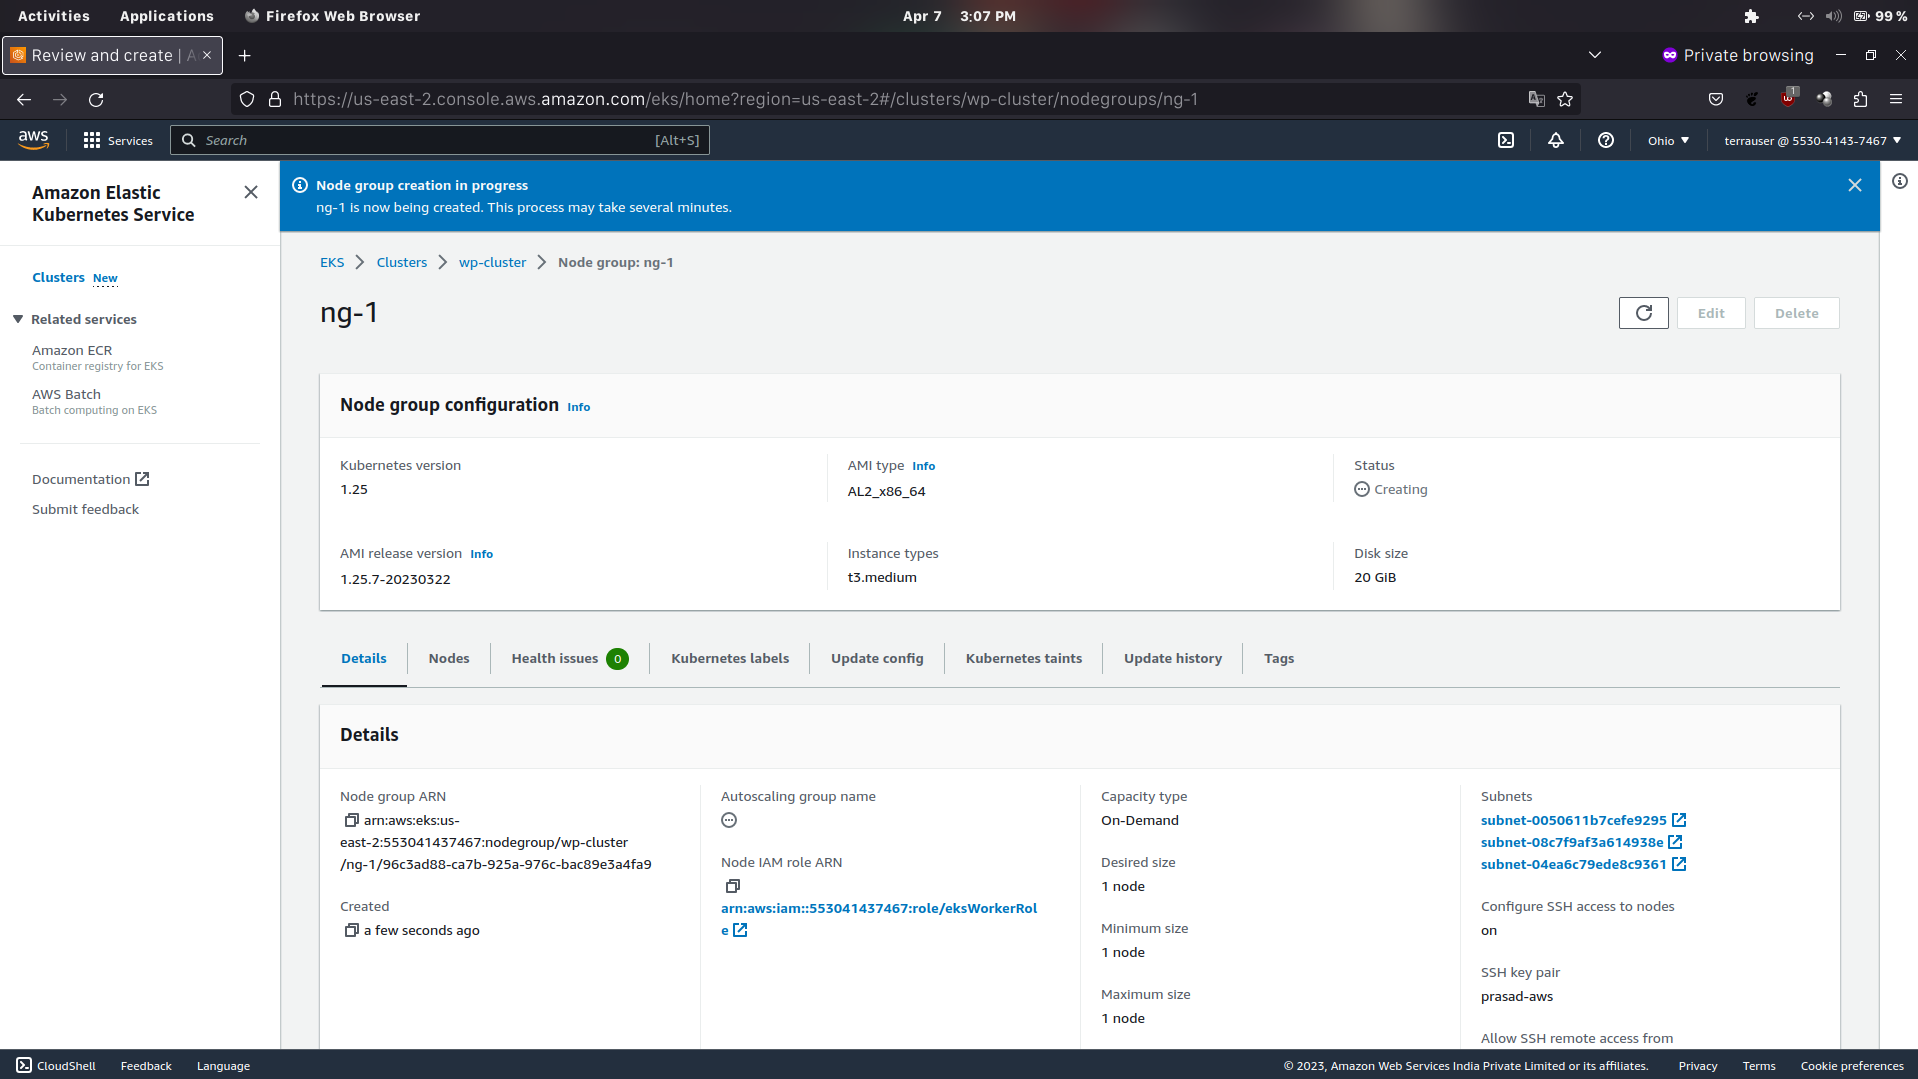 Activities Applications Firefox Web Browser Apr 7 3:07 PM 99 %
Review and create | A Private browsing
https://us-east-2.console.aws.amazon.com/eks/home?region=us-east-2#/clusters/wp-cluster/nodegroups/ng-1 1
aws Services Search [Alt+S] Ohio terrauser @ 5530-4143-7467
Amazon Elastic
Kubernetes Service
Clusters New
Related services
Amazon ECR
Container registry for EKS
AWS Batch
Batch computing on EKS
Documentation
Submit feedback
Node group creation in progress
ng-1 is now being created. This process may take several minutes.
EKS Clusters wp-cluster Node group: ng-1
ng-1
Edit Delete
Node group configuration Info
Kubernetes version
1.25
AMI type Info
AL2_x86_64
Status
Creating
AMI release version Info
1.25.7-20230322
Instance types
t3.medium
Disk size
20 GiB
Details Nodes Health issues 0 Kubernetes labels Update config Kubernetes taints Update history Tags
Details
Node group ARN
arn:aws:eks:us-
east-2:553041437467:nodegroup/wp-cluster
/ng-1/96c3ad88-ca7b-925a-976c-bac89e3a4fa9
Created
a few seconds ago
Autoscaling group name
Node IAM role ARN
arn:aws:iam::553041437467:role/eksWorkerRol
e
Capacity type
On-Demand
Desired size
1 node
Minimum size
1 node
Maximum size
1 node
Subnets
subnet-0050611b7cefe9295
subnet-08c7f9af3a614938e
subnet-04ea6c79ede8c9361
Configure SSH access to nodes
on
SSH key pair
prasad-aws
Allow SSH remote access from
CloudShell Feedback Language © 2023, Amazon Web Services India Private Limited or its affiliates. Privacy Terms Cookie preferences